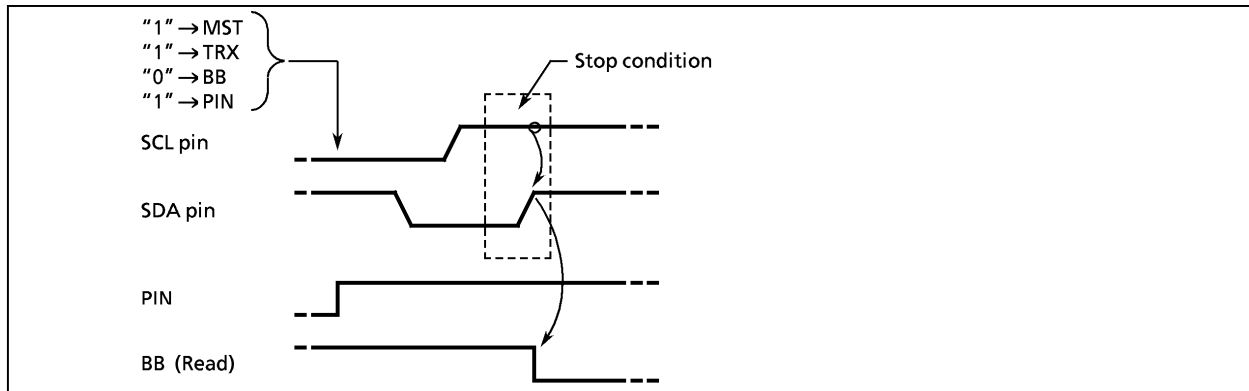 “1” → MST
“1” → TRX
“0” → BB
“1” → PIN
Stop condition
SCL pin
SDA pin
PIN
BB (Read)